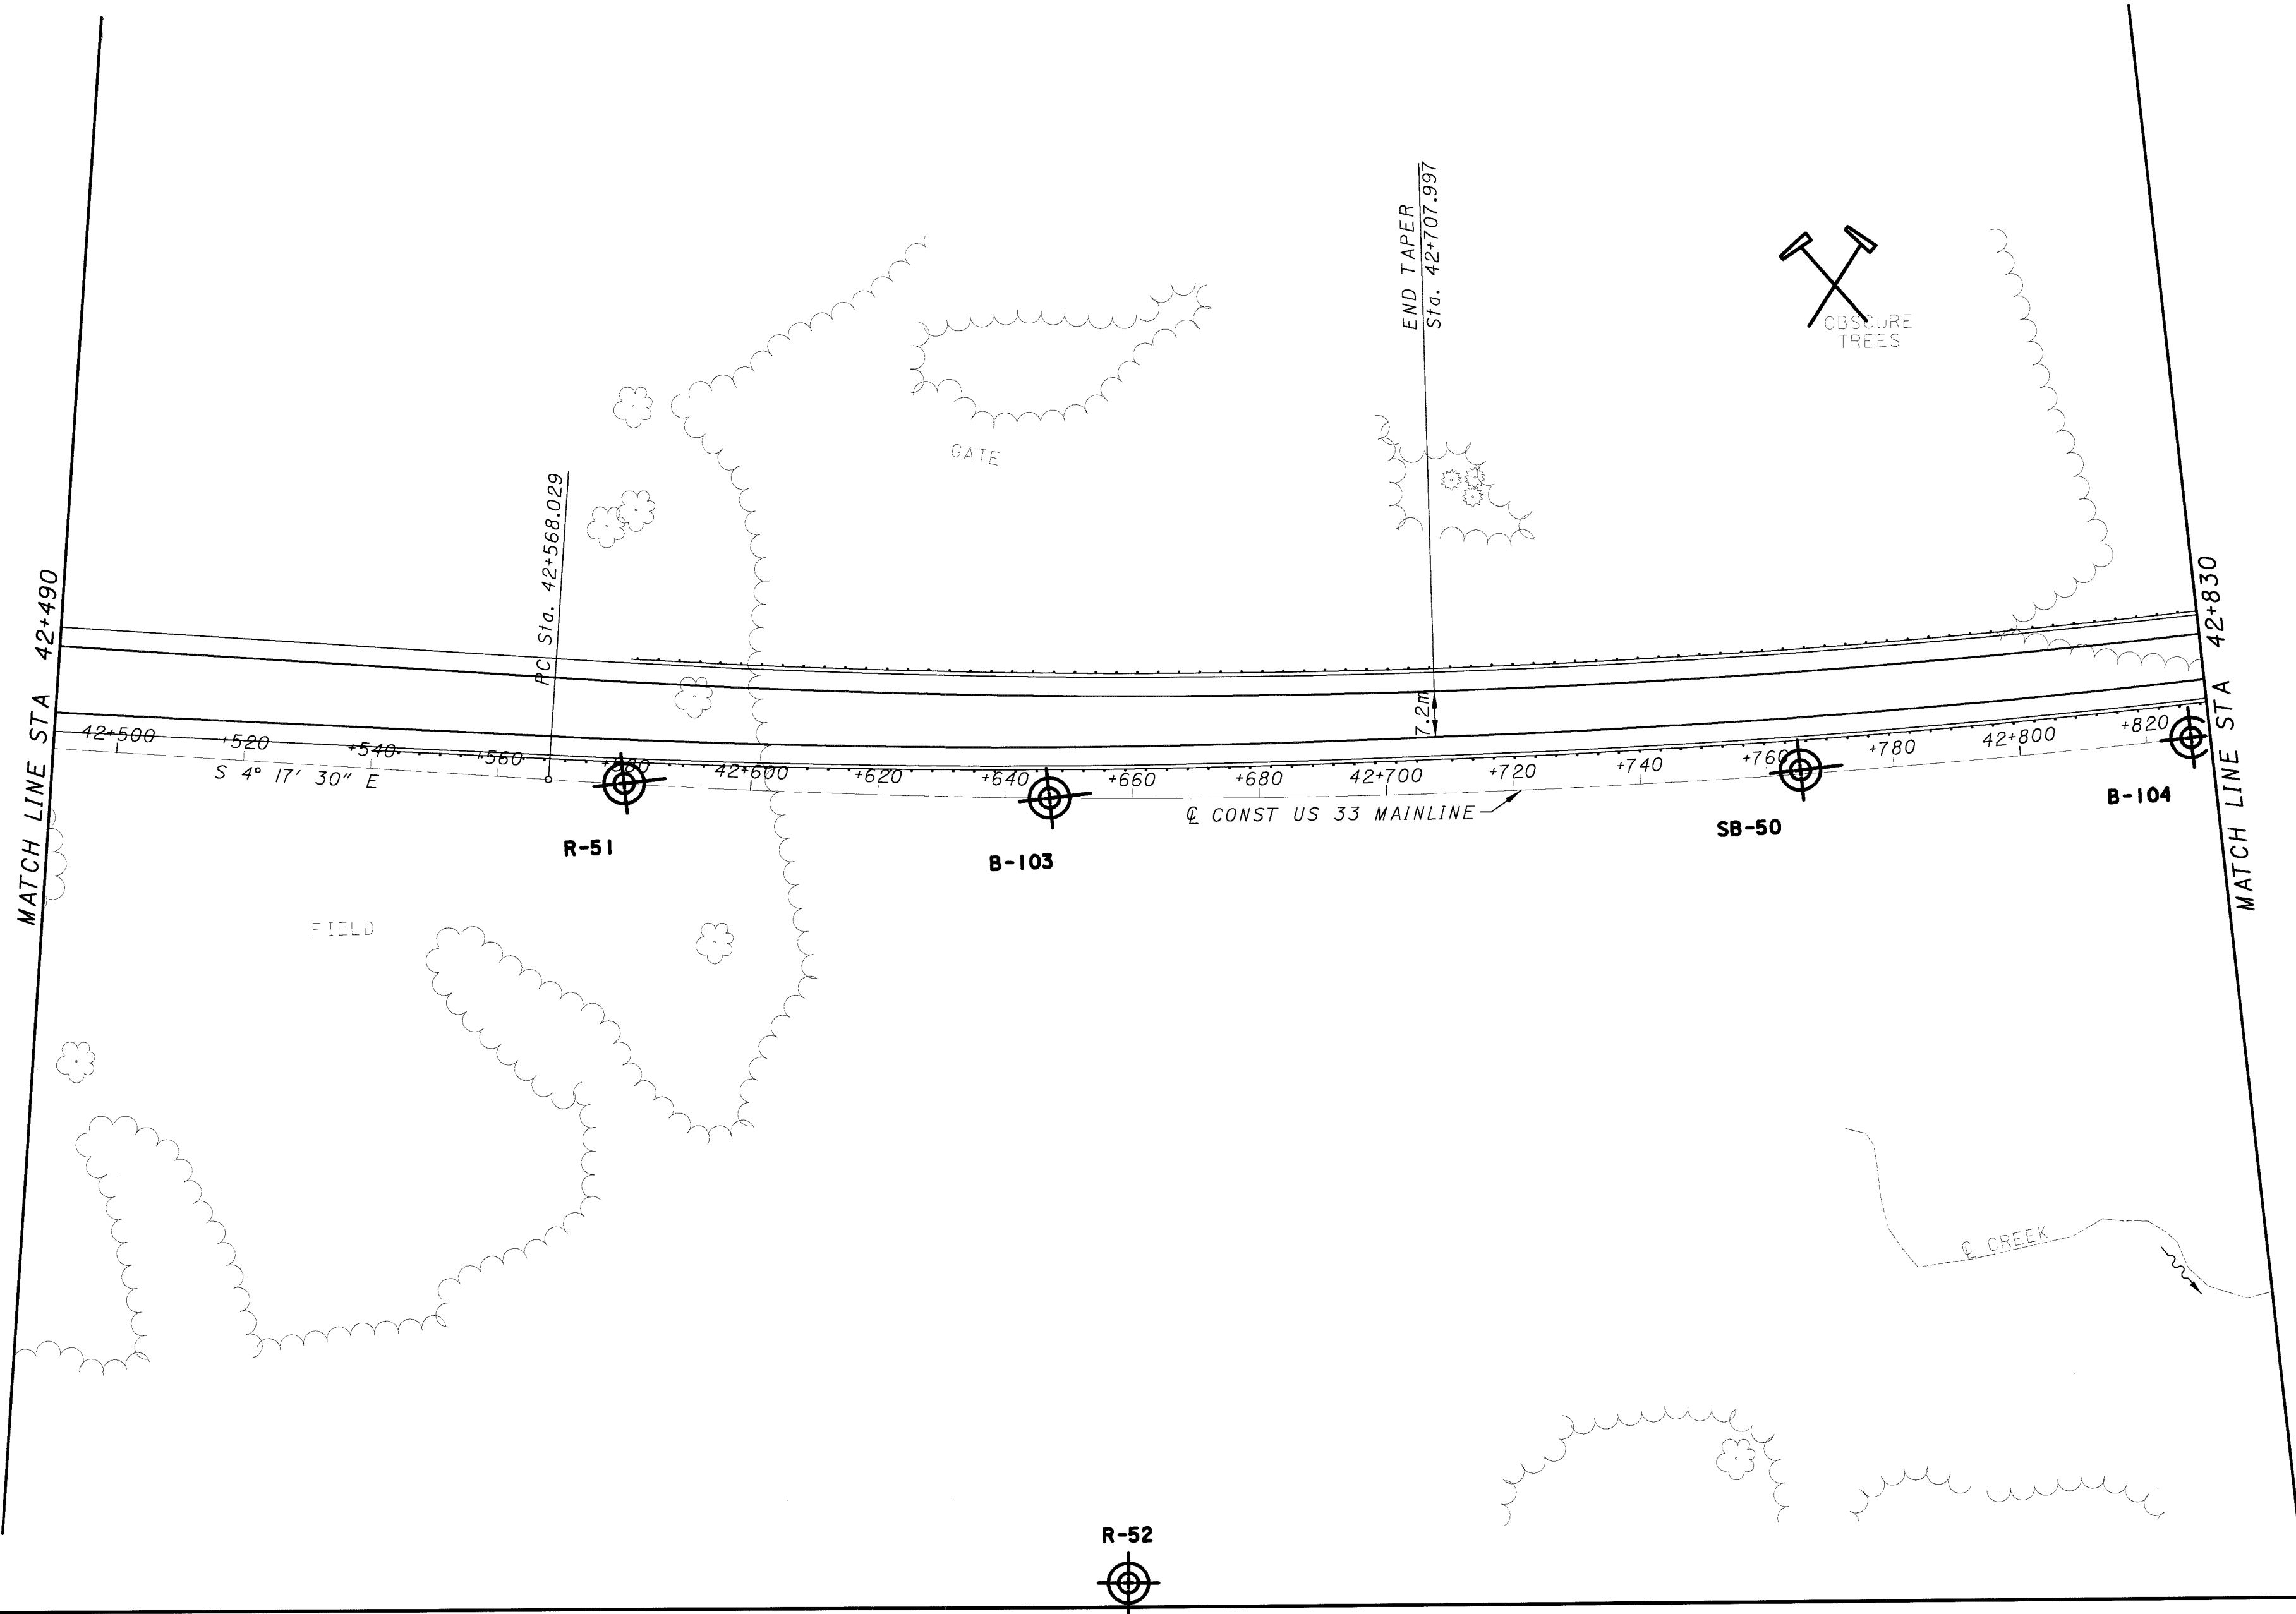 END TAPER
Sta. 42+707.997
OBSCURE
TREES
GATE
PC Sta. 42+568.029
MATCH LINE STA 42+490
MATCH LINE STA 42+830
7.2m
42+500
+520
+540
+560
+580
42+600
+620
+640
+660
+680
42+700
+720
+740
+760
+780
42+800
+820
S 4° 17' 30" E
℄ CONST US 33 MAINLINE
R-51
B-103
SB-50
B-104
FIELD
℄ CREEK
R-52